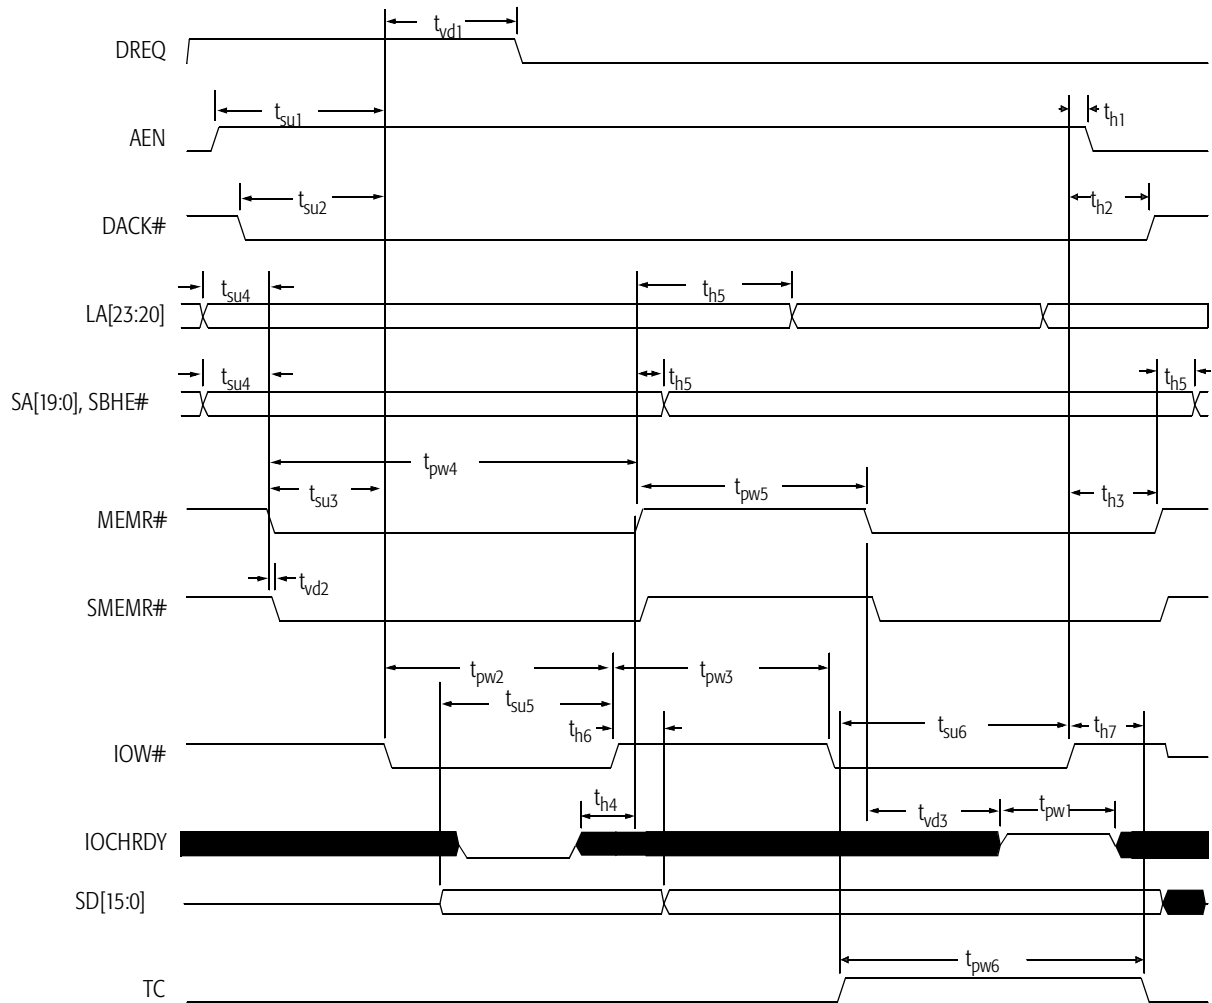 t_vd1
DREQ
t_su1
t_h1
AEN
t_su2
t_h2
DACK#
t_su4
t_h5
LA[23:20]
t_su4
t_h5
t_h5
SA[19:0], SBHE#
t_pw4
t_su3
t_pw5
t_h3
MEMR#
t_vd2
SMEMR#
t_pw2
t_pw3
t_su5
t_h6
t_su6
t_h7
IOW#
t_h4
t_vd3
t_pw1
IOCHRDY
SD[15:0]
t_pw6
TC